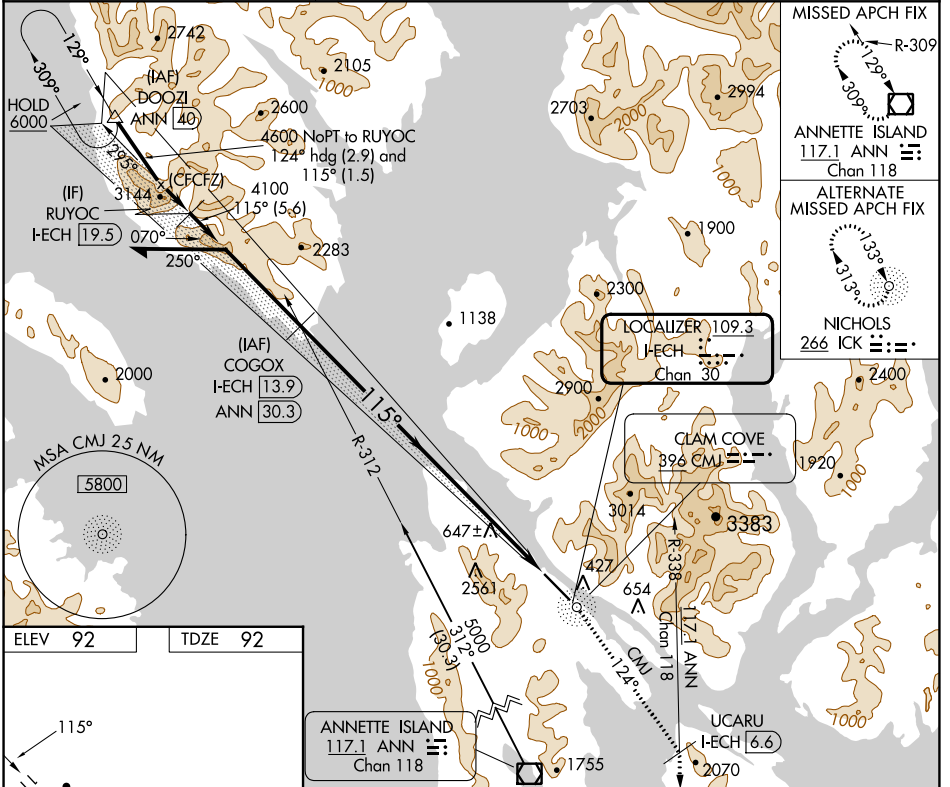 2742
2105
129°
309°
(IAF)
DOOZI
ANN 40
2600
HOLD
6000
295°
4600 NoPT to RUYOC
124° hdg (2.9) and
115° (1.5)
(CFCFZ)
3144
4100
115° (5.6)
(IF)
RUYOC
I-ECH 19.5
070°
250°
2283
1000
2703
2000
2994
1000
1900
2300
1138
(IAF)
COGOX
I-ECH 13.9
ANN 30.3
115°
R-312
2000
MSA CMJ 25 NM
5800
LOCALIZER 109.3
I-ECH
Chan 30
2900
1000
2000
2400
CLAM COVE
396 CMJ
1920
1000
3014
3383
647±
427
2561
654
R-338
117.1 ANN
Chan 118
5000
312°
(30.3)
1000
CMJ
124°
1000
UCARU
I-ECH 6.6
2070
ANNETTE ISLAND
117.1 ANN
Chan 118
1755
ELEV 92
TDZE 92
115°
MISSED APCH FIX
R-309
129°
309°
ANNETTE ISLAND
117.1 ANN
Chan 118
ALTERNATE
MISSED APCH FIX
133°
313°
NICHOLS
266 ICK